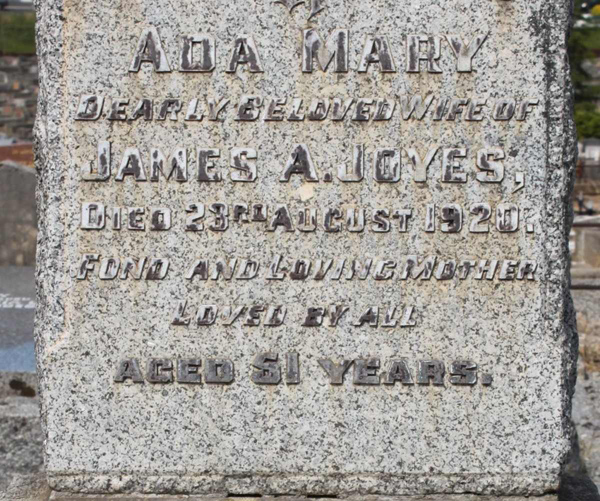 ADA MARY
DEARLY BELOVED WIFE OF
JAMES A. JOYES,
DIED 23RD AUGUST 1920.
FOND AND LOVING MOTHER
LOVED BY ALL
AGED 51 YEARS.